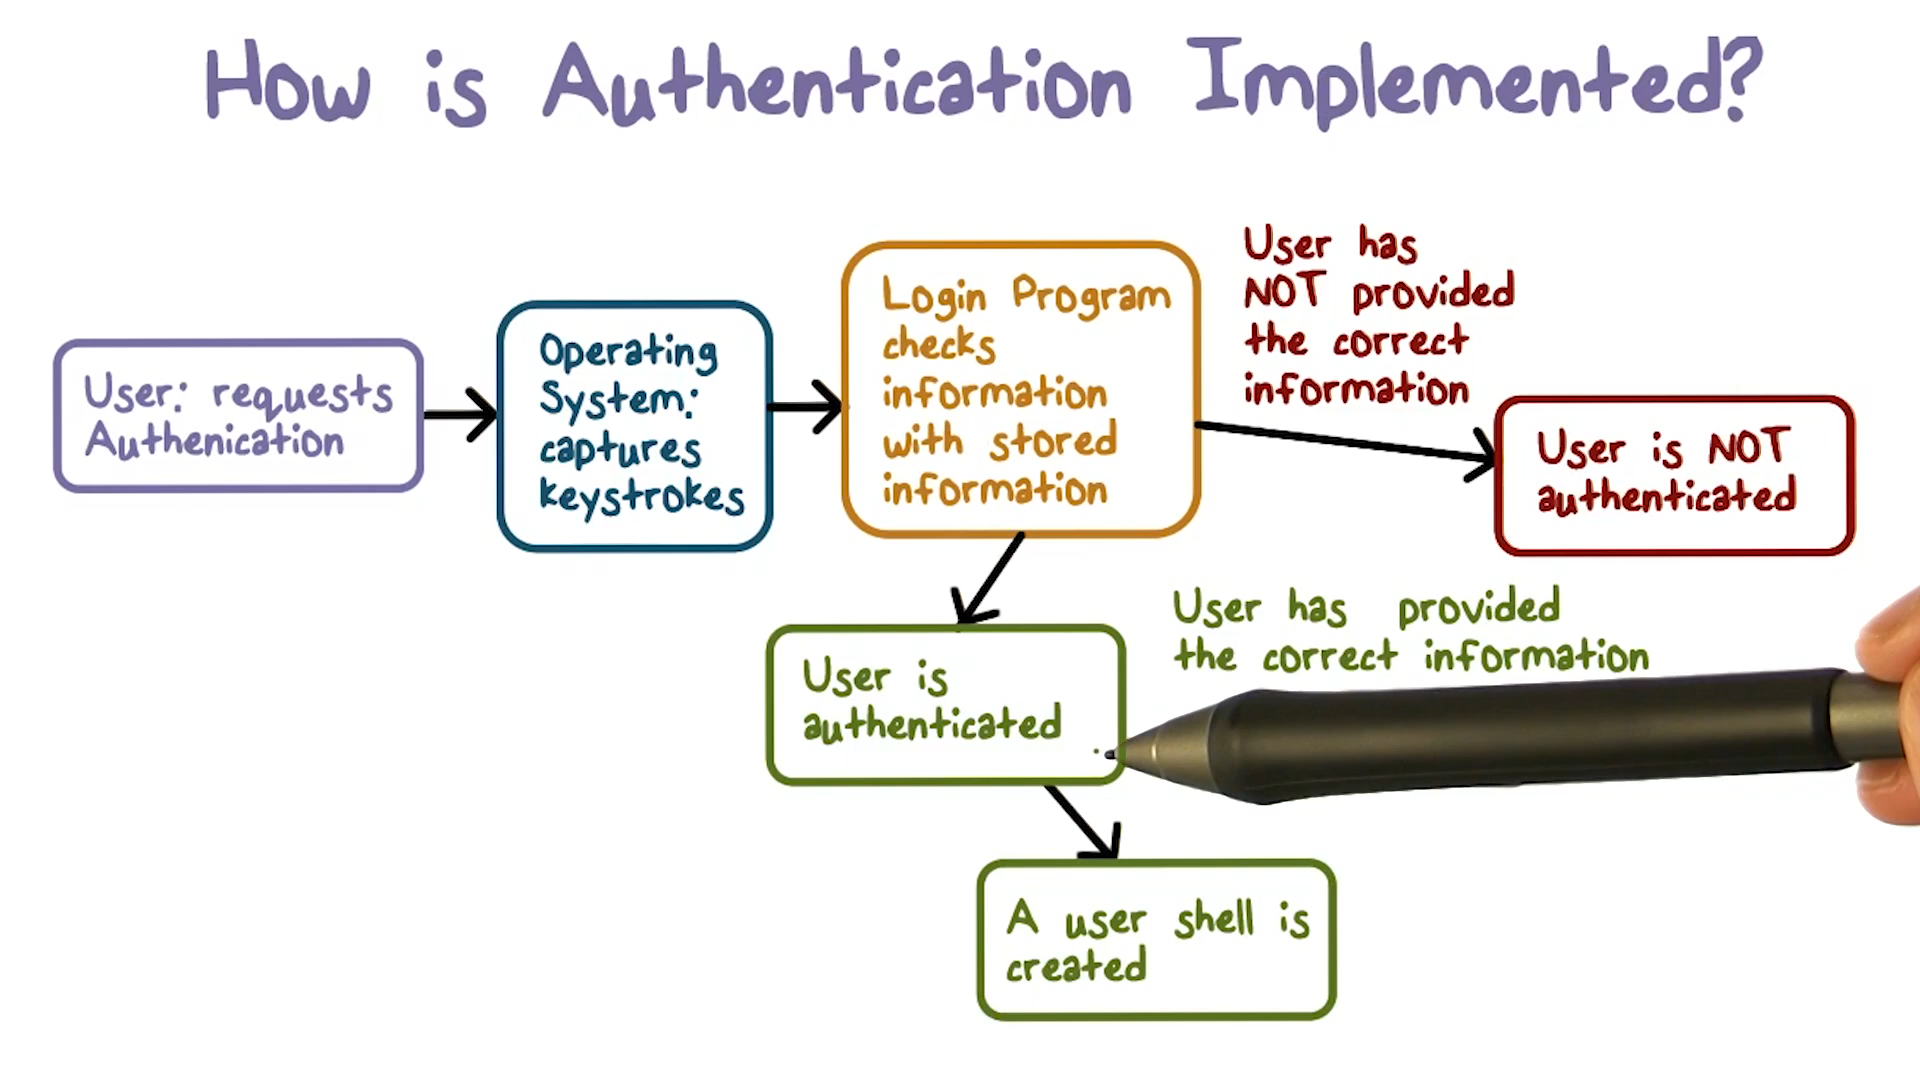 How is Authentication Implemented?
User: requests
Authenication
Operating
System:
captures
keystrokes
Login Program
checks
information
with stored
information
User has
NOT provided
the correct
information
User is NOT
authenticated
User has provided
the correct information
User is
authenticated
A user shell is
created